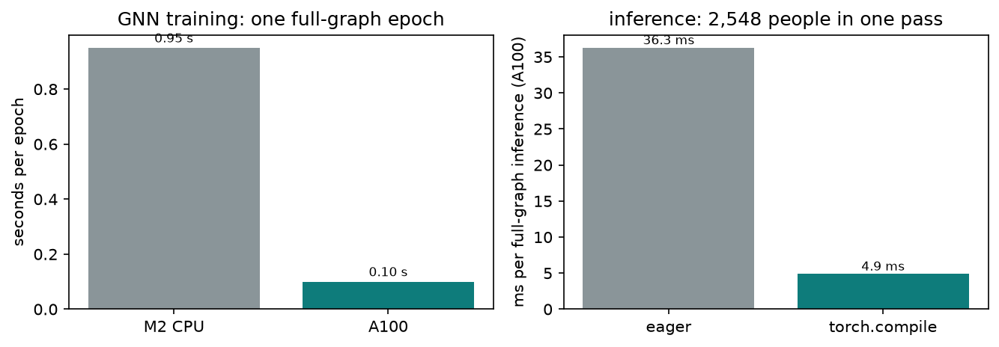 GNN training: one full-graph epoch
0.95 s
0.10 s
seconds per epoch
0.8
0.6
0.4
0.2
0.0
M2 CPU
A100
inference: 2,548 people in one pass
36.3 ms
4.9 ms
ms per full-graph inference (A100)
35
30
25
20
15
10
5
0
eager
torch.compile